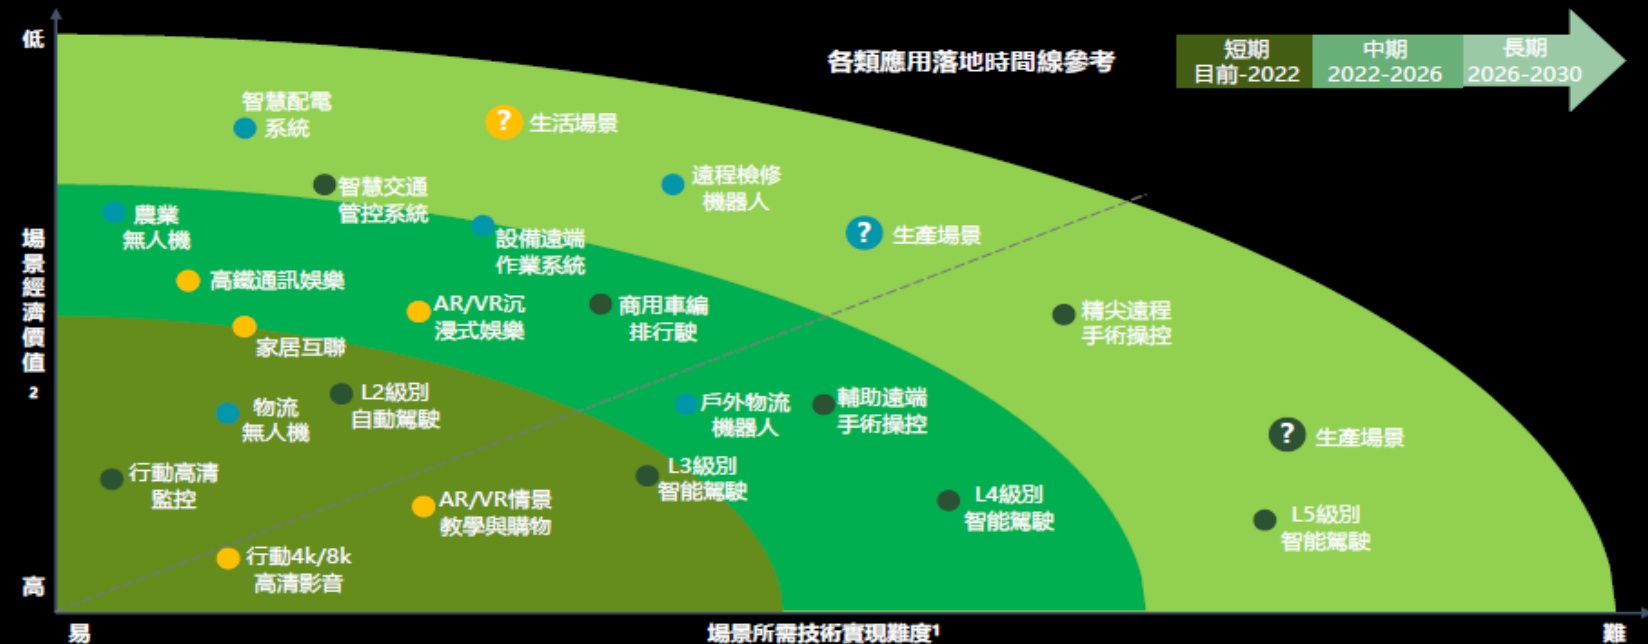 低
各類應用落地時間線參考
短期
目前-2022
中期
2022-2026
長期
2026-2030
智慧配電
系統
?
生活場景
智慧交通
管控系統
遠程檢修
機器人
農業
無人機
設備遠端
作業系統
?
生產場景
場景經濟價值
2
高鐵通訊娛樂
AR/VR沉
浸式娛樂
商用車編
排行駛
精尖遠程
手術操控
家居互聯
L2級別
自動駕駛
物流
無人機
戶外物流
機器人
輔助遠端
手術操控
?
生產場景
行動高清
監控
L3級別
智能駕駛
AR/VR情景
教學與購物
L4級別
智能駕駛
L5級別
智能駕駛
行動4k/8k
高清影音
高
易
場景所需技術實現難度¹
難